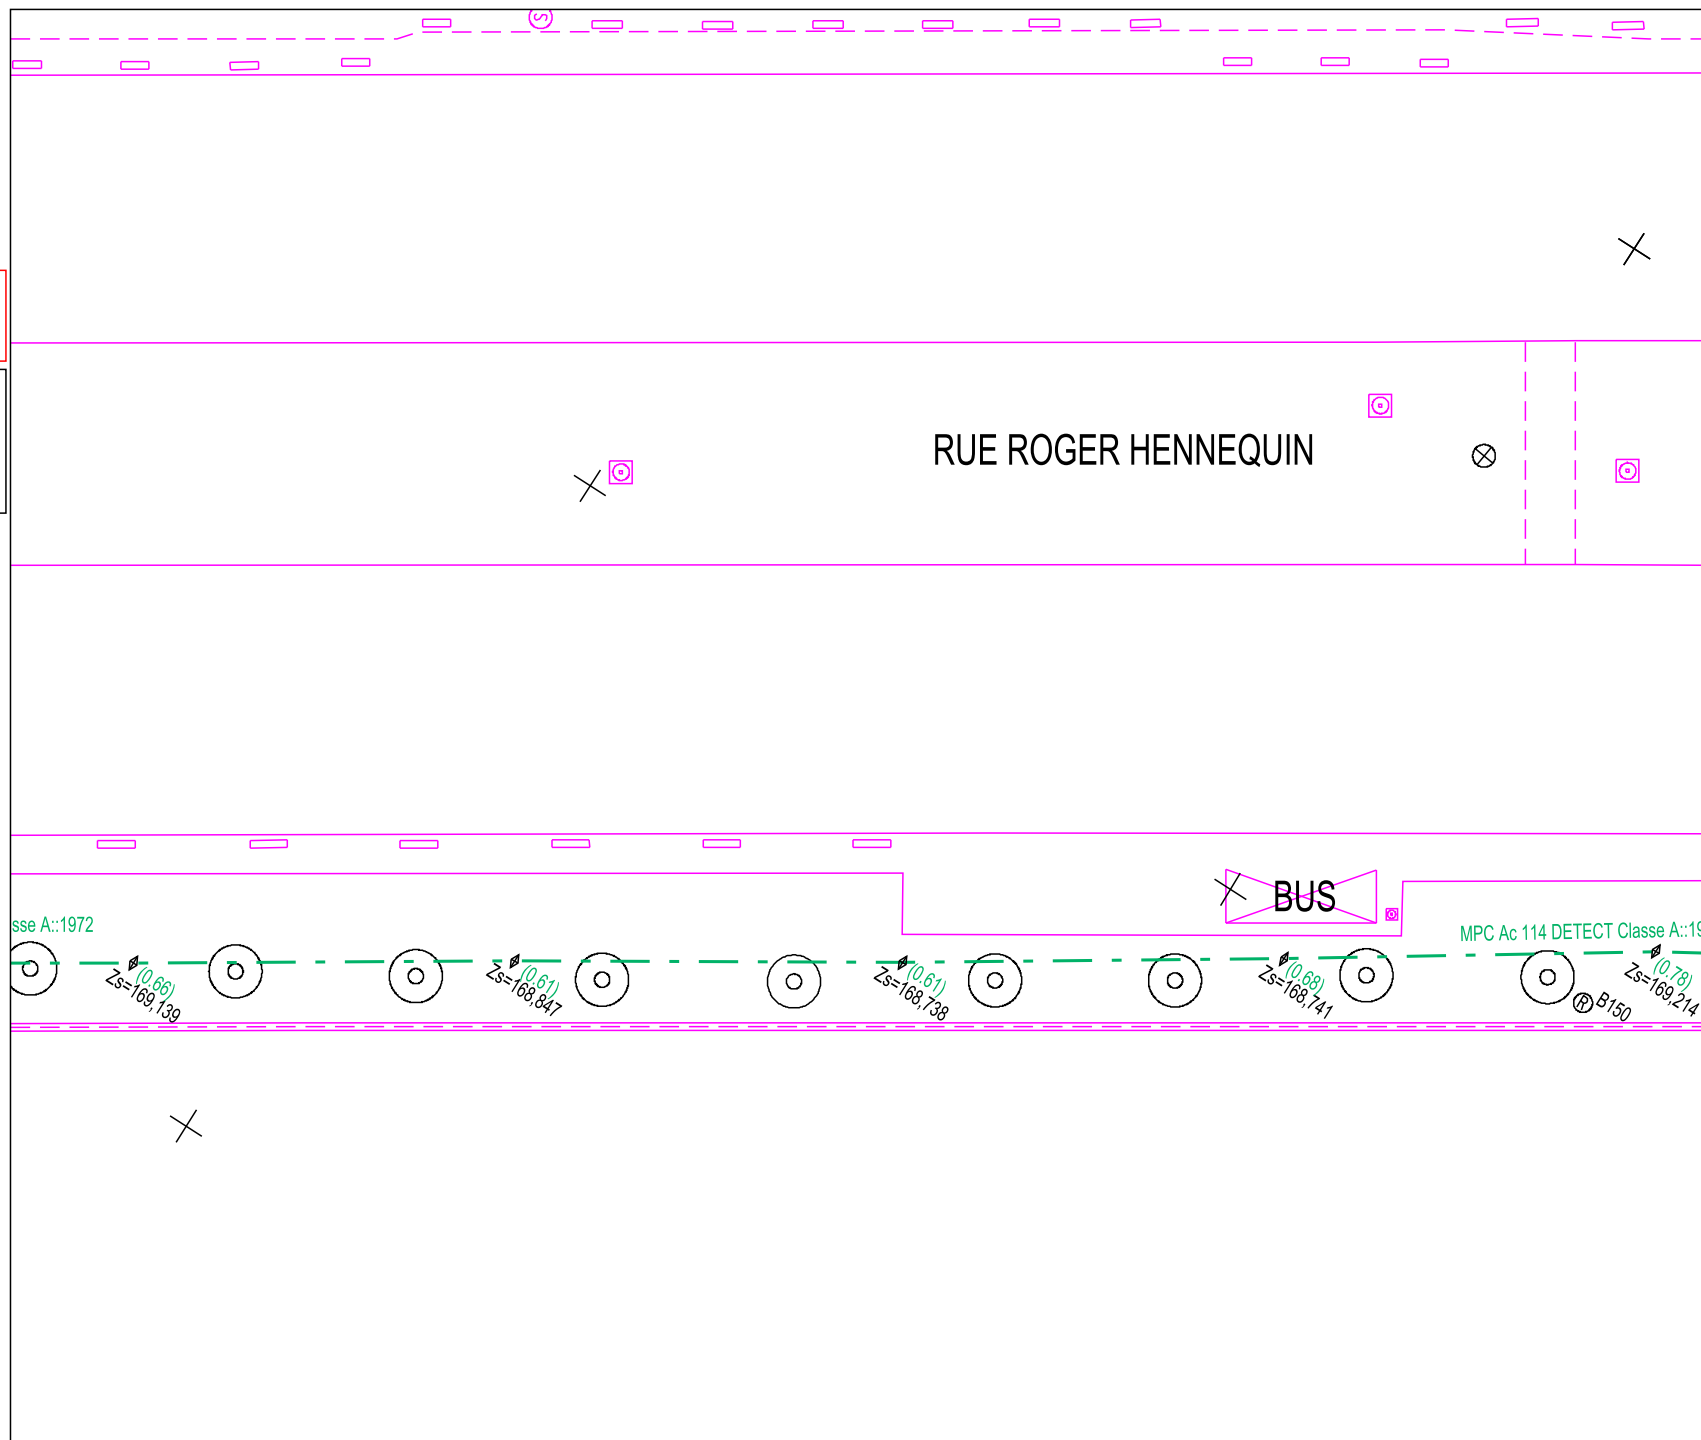 S
RUE ROGER HENNEQUIN
BUS
sse A::1972
MPC Ac 114 DETECT Classe A::19
(0.66)
Zs=169,139
(0.61)
Zs=168,847
(0.61)
Zs=168,738
(0.68)
Zs=168,741
(0.78)
Zs=169,214
R B150